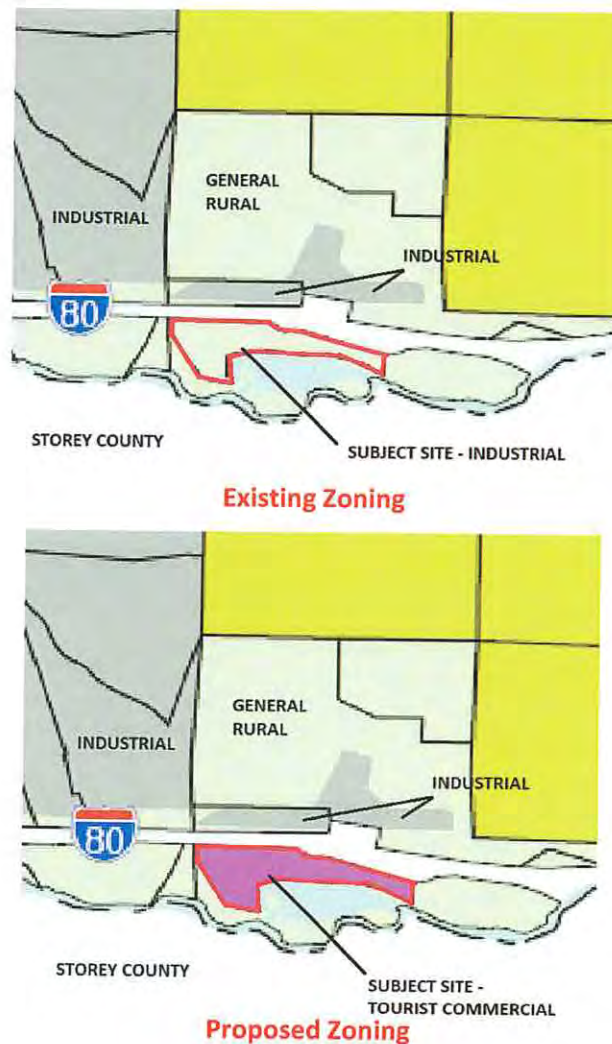 GENERAL
RURAL
INDUSTRIAL
INDUSTRIAL
80
STOREY COUNTY
SUBJECT SITE - INDUSTRIAL
Existing Zoning
GENERAL
RURAL
INDUSTRIAL
INDUSTRIAL
80
STOREY COUNTY
SUBJECT SITE -
TOURIST COMMERCIAL
Proposed Zoning